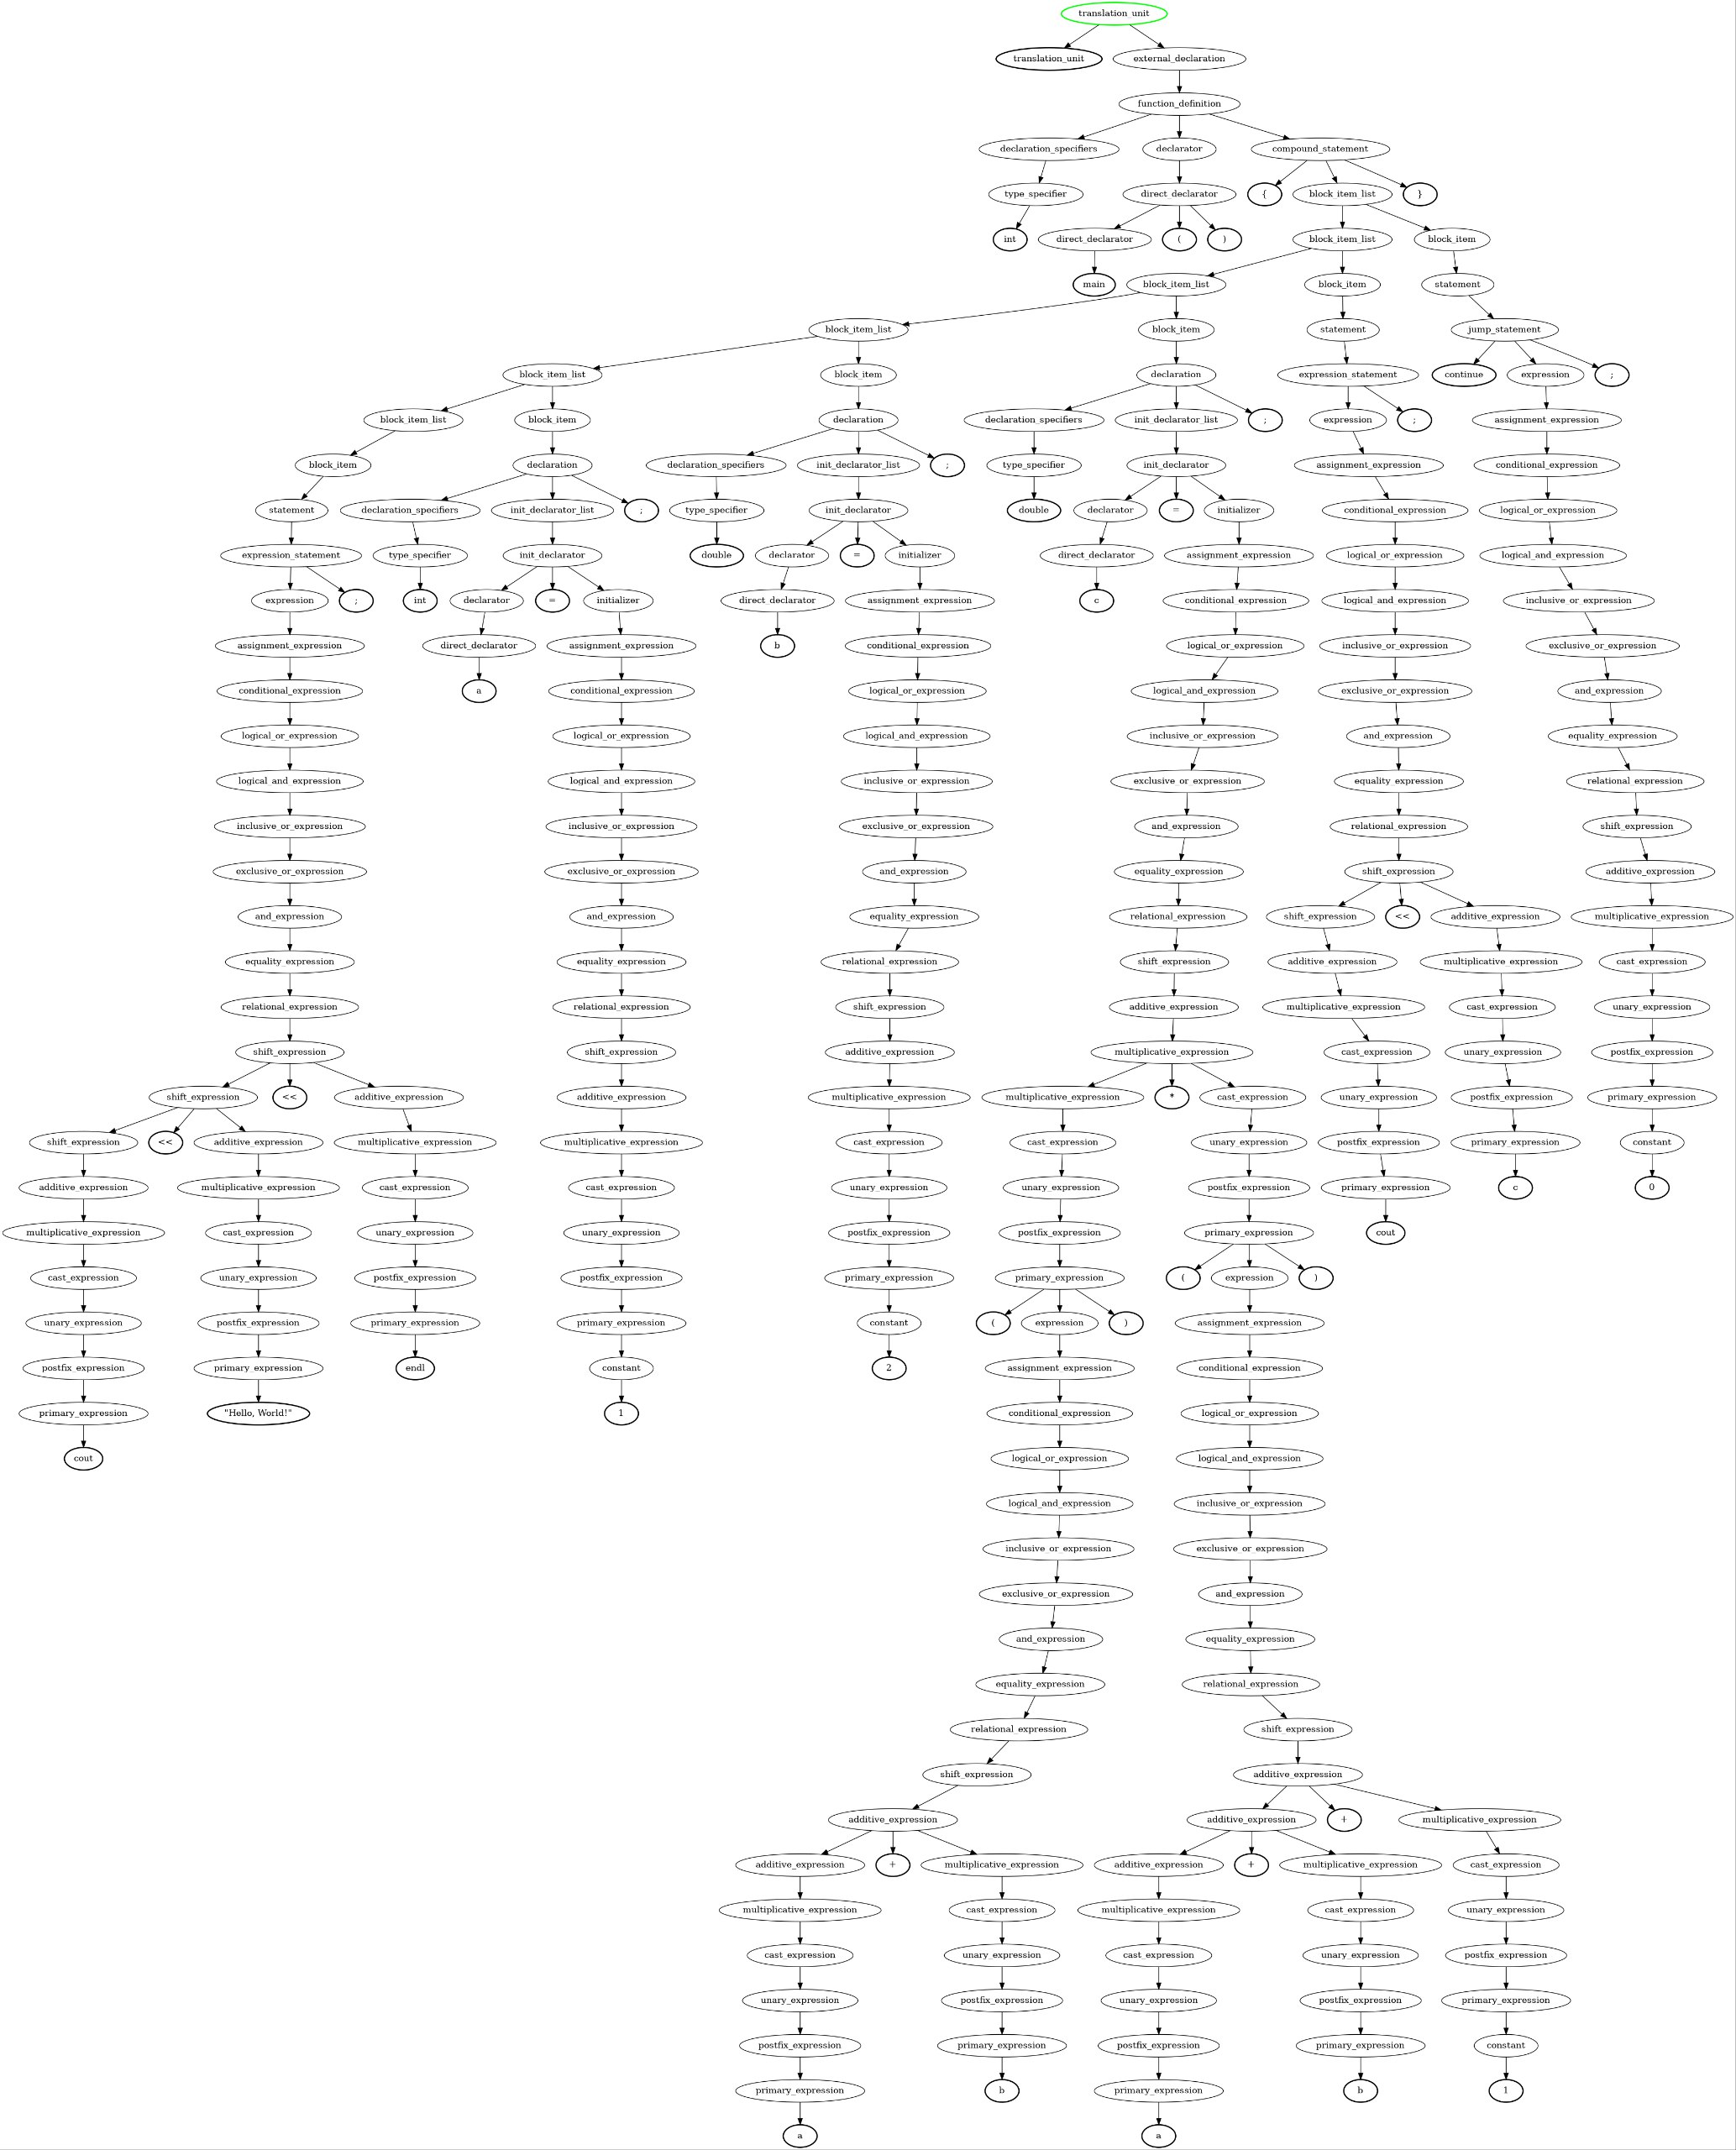 translation_unit
translation_unit external_declaration
function_definition
declaration_specifiers declarator compound_statement
type_specifier direct_declarator { block_item_list }
int direct_declarator ( ) block_item_list block_item
main block_item_list block_item statement
block_item_list block_item statement jump_statement
block_item_list block_item declaration expression_statement continue expression ;
block_item_list block_item declaration declaration_specifiers init_declarator_list ; expression ; assignment_expression
block_item declaration declaration_specifiers init_declarator_list ; type_specifier init_declarator assignment_expression conditional_expression
statement declaration_specifiers init_declarator_list ; type_specifier init_declarator double declarator = initializer conditional_expression logical_or_expression
expression_statement type_specifier init_declarator double declarator = initializer direct_declarator assignment_expression logical_or_expression logical_and_expression
expression ; int declarator = initializer direct_declarator assignment_expression c conditional_expression logical_and_expression inclusive_or_expression
assignment_expression direct_declarator assignment_expression b conditional_expression logical_or_expression inclusive_or_expression exclusive_or_expression
conditional_expression a conditional_expression logical_or_expression logical_and_expression exclusive_or_expression and_expression
logical_or_expression logical_or_expression logical_and_expression inclusive_or_expression and_expression equality_expression
logical_and_expression logical_and_expression inclusive_or_expression exclusive_or_expression equality_expression relational_expression
inclusive_or_expression inclusive_or_expression exclusive_or_expression and_expression relational_expression shift_expression
exclusive_or_expression exclusive_or_expression and_expression equality_expression shift_expression additive_expression
and_expression and_expression equality_expression relational_expression shift_expression << additive_expression multiplicative_expression
equality_expression equality_expression relational_expression shift_expression additive_expression multiplicative_expression cast_expression
relational_expression relational_expression shift_expression additive_expression multiplicative_expression cast_expression unary_expression
shift_expression shift_expression additive_expression multiplicative_expression cast_expression unary_expression postfix_expression
shift_expression << additive_expression additive_expression multiplicative_expression multiplicative_expression * cast_expression unary_expression postfix_expression primary_expression
shift_expression << additive_expression multiplicative_expression multiplicative_expression cast_expression cast_expression unary_expression postfix_expression primary_expression constant
additive_expression multiplicative_expression cast_expression cast_expression unary_expression unary_expression postfix_expression primary_expression c 0
multiplicative_expression cast_expression unary_expression unary_expression postfix_expression postfix_expression primary_expression cout
cast_expression unary_expression postfix_expression postfix_expression primary_expression primary_expression ( expression )
unary_expression postfix_expression primary_expression primary_expression constant ( expression ) assignment_expression
postfix_expression primary_expression endl constant 2 assignment_expression conditional_expression
primary_expression "Hello, World!" 1 conditional_expression logical_or_expression
cout logical_or_expression logical_and_expression
logical_and_expression inclusive_or_expression
inclusive_or_expression exclusive_or_expression
exclusive_or_expression and_expression
and_expression equality_expression
equality_expression relational_expression
relational_expression shift_expression
shift_expression additive_expression
additive_expression additive_expression + multiplicative_expression
additive_expression + multiplicative_expression additive_expression + multiplicative_expression cast_expression
multiplicative_expression cast_expression multiplicative_expression cast_expression unary_expression
cast_expression unary_expression cast_expression unary_expression postfix_expression
unary_expression postfix_expression unary_expression postfix_expression primary_expression
postfix_expression primary_expression postfix_expression primary_expression constant
primary_expression b primary_expression b 1
a a